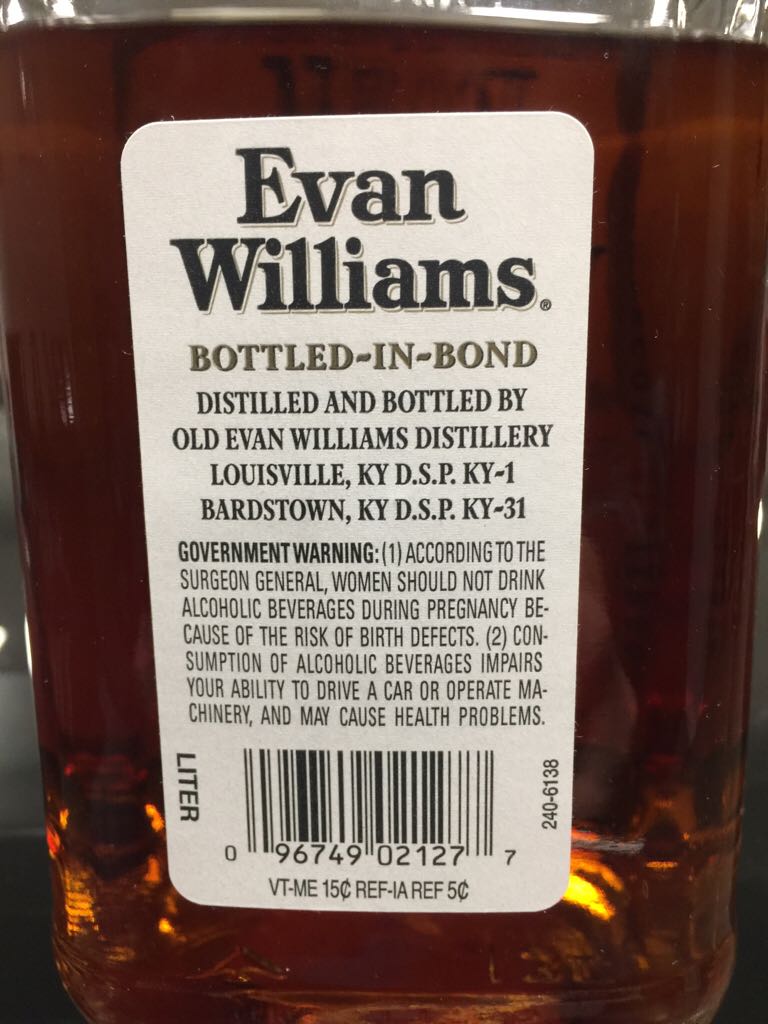 Evan
Williams®
BOTTLED-IN-BOND
DISTILLED AND BOTTLED BY
OLD EVAN WILLIAMS DISTILLERY
LOUISVILLE, KY D.S.P. KY-1
BARDSTOWN, KY D.S.P. KY-31
GOVERNMENT WARNING: (1) ACCORDING TO THE
SURGEON GENERAL, WOMEN SHOULD NOT DRINK
ALCOHOLIC BEVERAGES DURING PREGNANCY BE-
CAUSE OF THE RISK OF BIRTH DEFECTS. (2) CON-
SUMPTION OF ALCOHOLIC BEVERAGES IMPAIRS
YOUR ABILITY TO DRIVE A CAR OR OPERATE MA-
CHINERY, AND MAY CAUSE HEALTH PROBLEMS.
LITER
240-6138
0 96749 02127 7
VT-ME 15¢ REF-IA REF 5¢